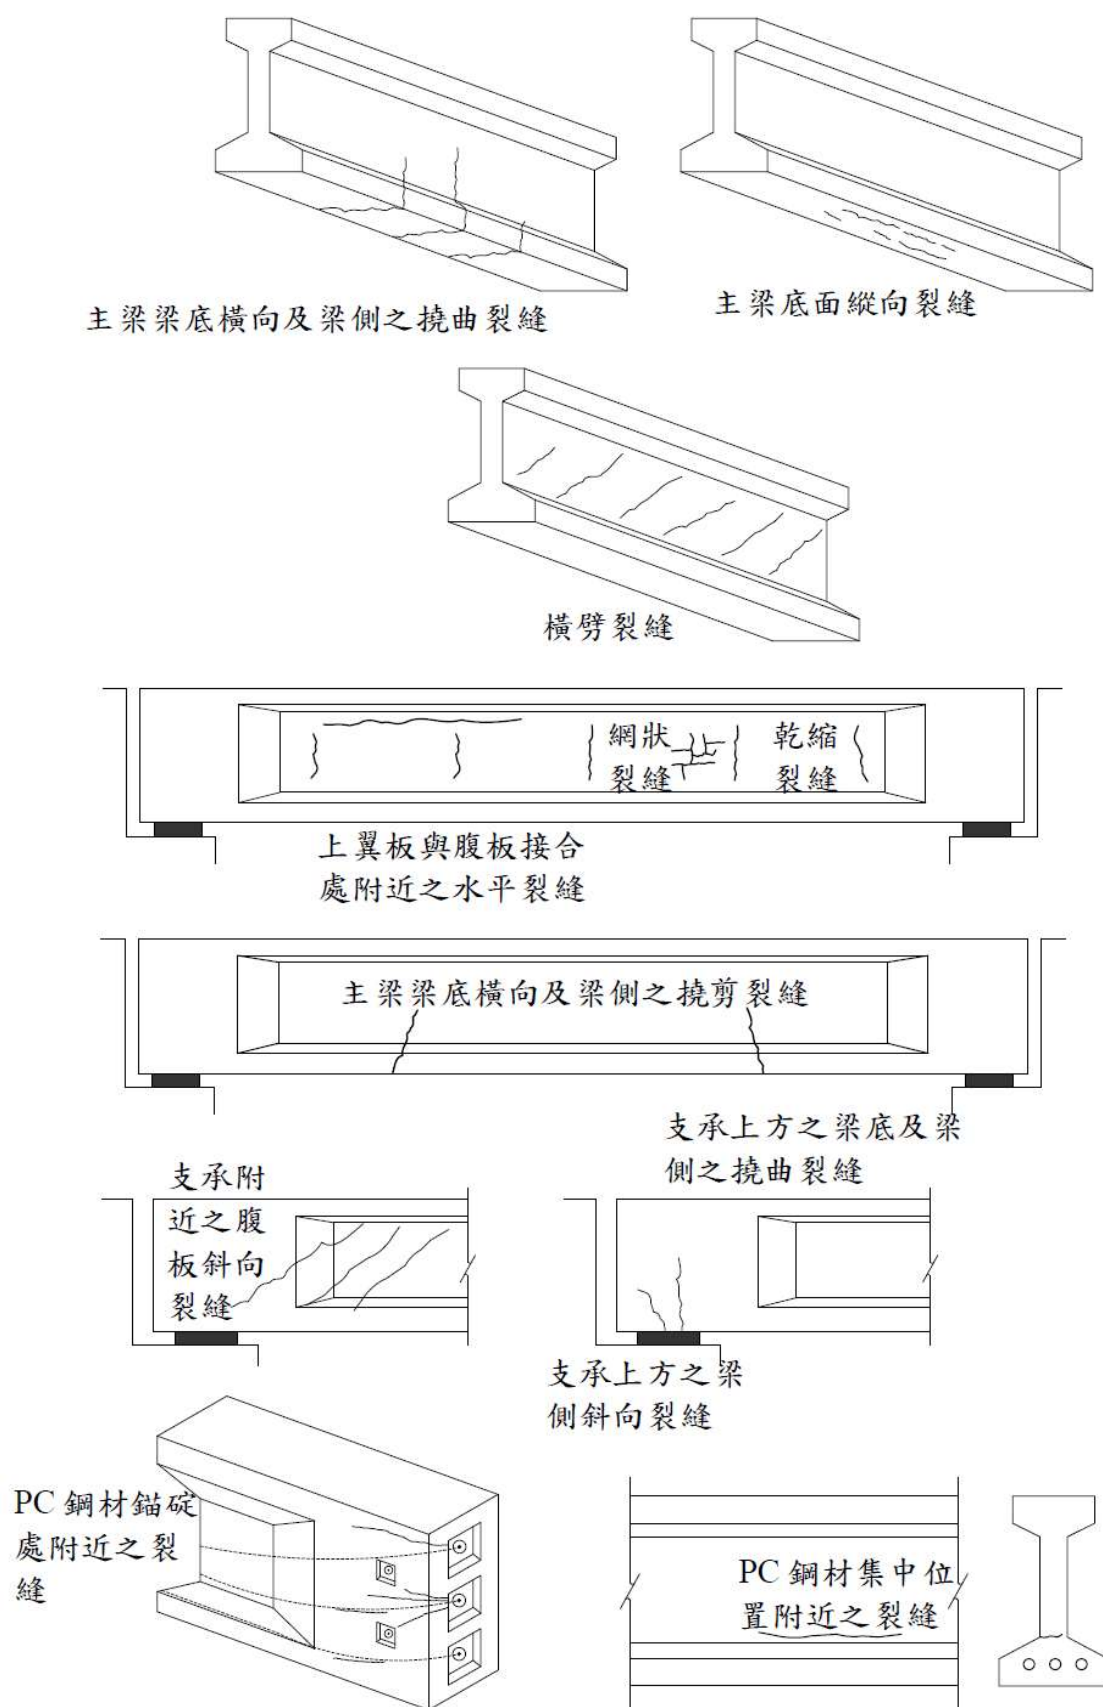 主梁梁底橫向及梁側之撓曲裂縫
主梁底面縱向裂縫
橫劈裂縫
網狀
裂縫
乾縮
裂縫
上翼板與腹板接合
處附近之水平裂縫
主梁梁底橫向及梁側之撓剪裂縫
支承上方之梁底及梁
側之撓曲裂縫
支承附
近之腹
板斜向
裂縫
支承上方之梁
側斜向裂縫
PC 鋼材錨碇
處附近之裂
縫
PC 鋼材集中位
置附近之裂縫